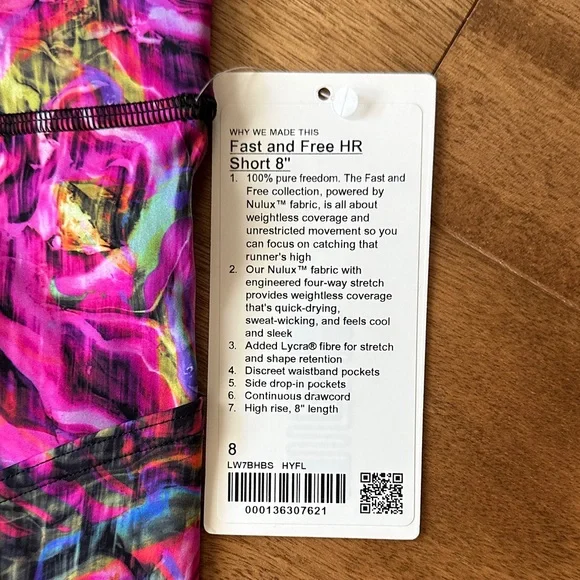 WHY WE MADE THIS
Fast and Free HR
Short 8"
1. 100% pure freedom. The Fast and
Free collection, powered by
Nulux™ fabric, is all about
weightless coverage and
unrestricted movement so you
can focus on catching that
runner's high
2. Our Nulux™ fabric with
engineered four-way stretch
provides weightless coverage
that's quick-drying,
sweat-wicking, and feels cool
and sleek
3. Added Lycra® fibre for stretch
and shape retention
4. Discreet waistband pockets
5. Side drop-in pockets
6. Continuous drawcord
7. High rise, 8" length
8
LW7BHBS HYFL
000136307621